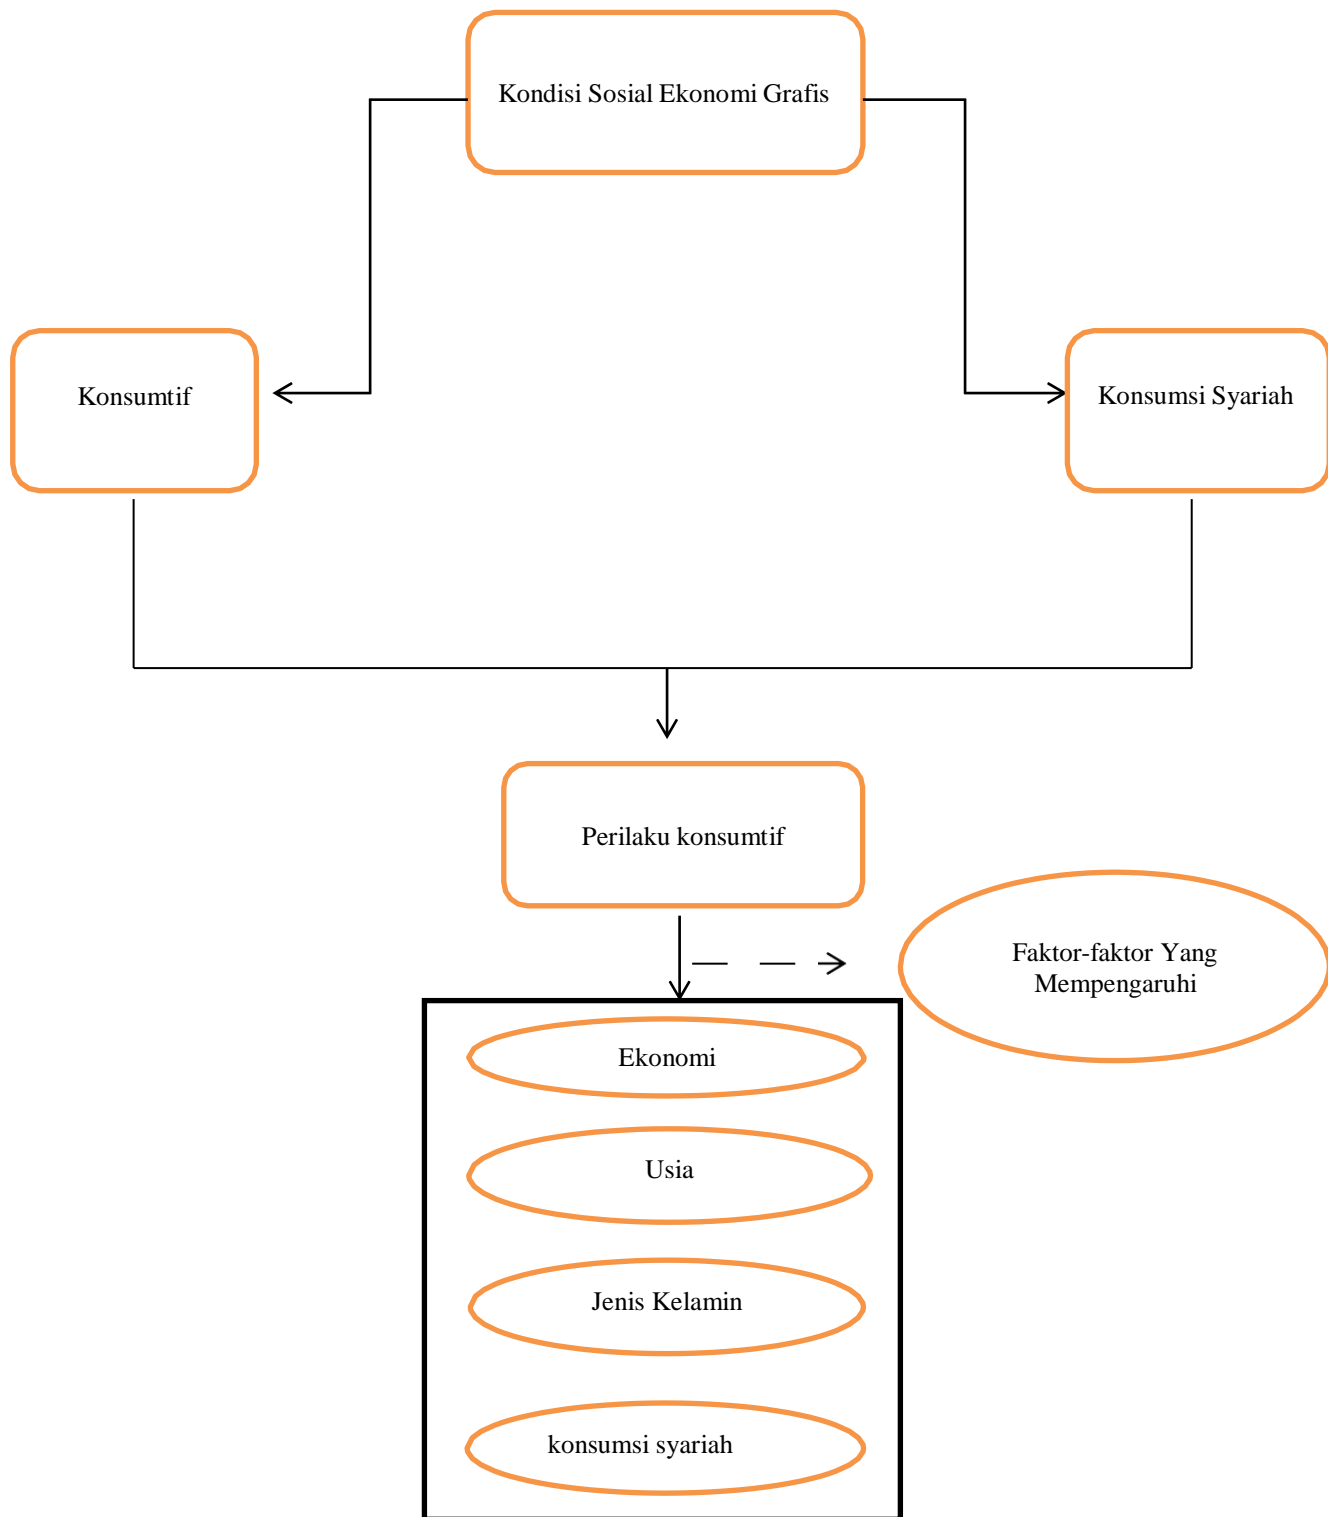 Kondisi Sosial Ekonomi Grafis
Konsumtif
Konsumsi Syariah
Perilaku konsumtif
Faktor-faktor Yang
Mempengaruhi
Ekonomi
Usia
Jenis Kelamin
konsumsi syariah